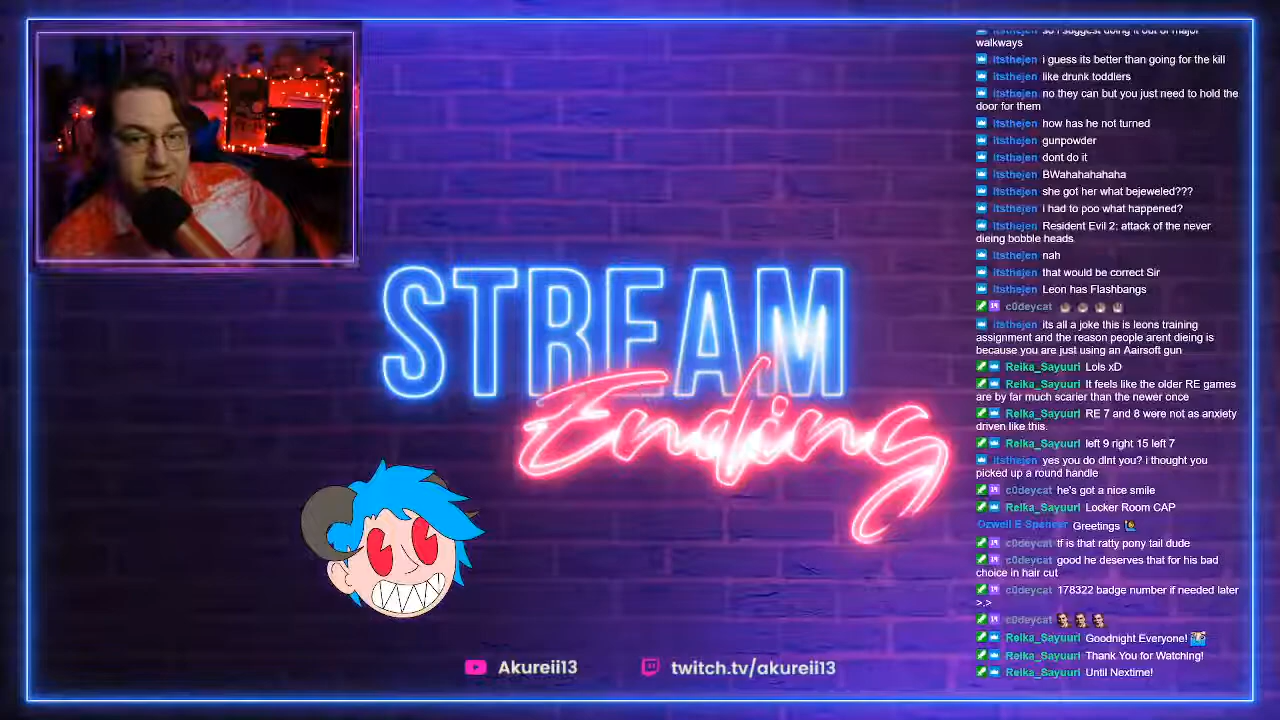 walkways
itsthejen i guess its better than going for the kill
itsthejen like drunk toddlers
itsthejen no they can but you just need to hold the
door for them
itsthejen how has he not turned
itsthejen gunpowder
itsthejen dont do it
itsthejen BWahahahahaha
itsthejen she got her what bejeweled???
itsthejen i had to poo what happened?
itsthejen Resident Evil 2: attack of the never
dieing bobble heads
itsthejen nah
itsthejen that would be correct Sir
itsthejen Leon has Flashbangs
c0deycat
itsthejen its all a joke this is leons training
assignment and the reason people arent dieing is
because you are just using an Aairsoft gun
Reika_Sayuuri Lols xD
Reika_Sayuuri It feels like the older RE games
are by far much scarier than the newer once
Reika_Sayuuri RE 7 and 8 were not as anxiety
driven like this.
Reika_Sayuuri left 9 right 15 left 7
itsthejen yes you do dint you? i thought you
picked up a round handle
c0deycat he's got a nice smile
Reika_Sayuuri Locker Room CAP
Ozwell E Spencer Greetings
c0deycat tf is that ratty pony tail dude
c0deycat good he deserves that for his bad
choice in hair cut
c0deycat 178322 badge number if needed later
>.>
c0deycat
Reika_Sayuuri Goodnight Everyone!
Reika_Sayuuri Thank You for Watching!
Reika_Sayuuri Until Nextime!
STREAM
Ending
Akureii13
twitch.tv/akureii13